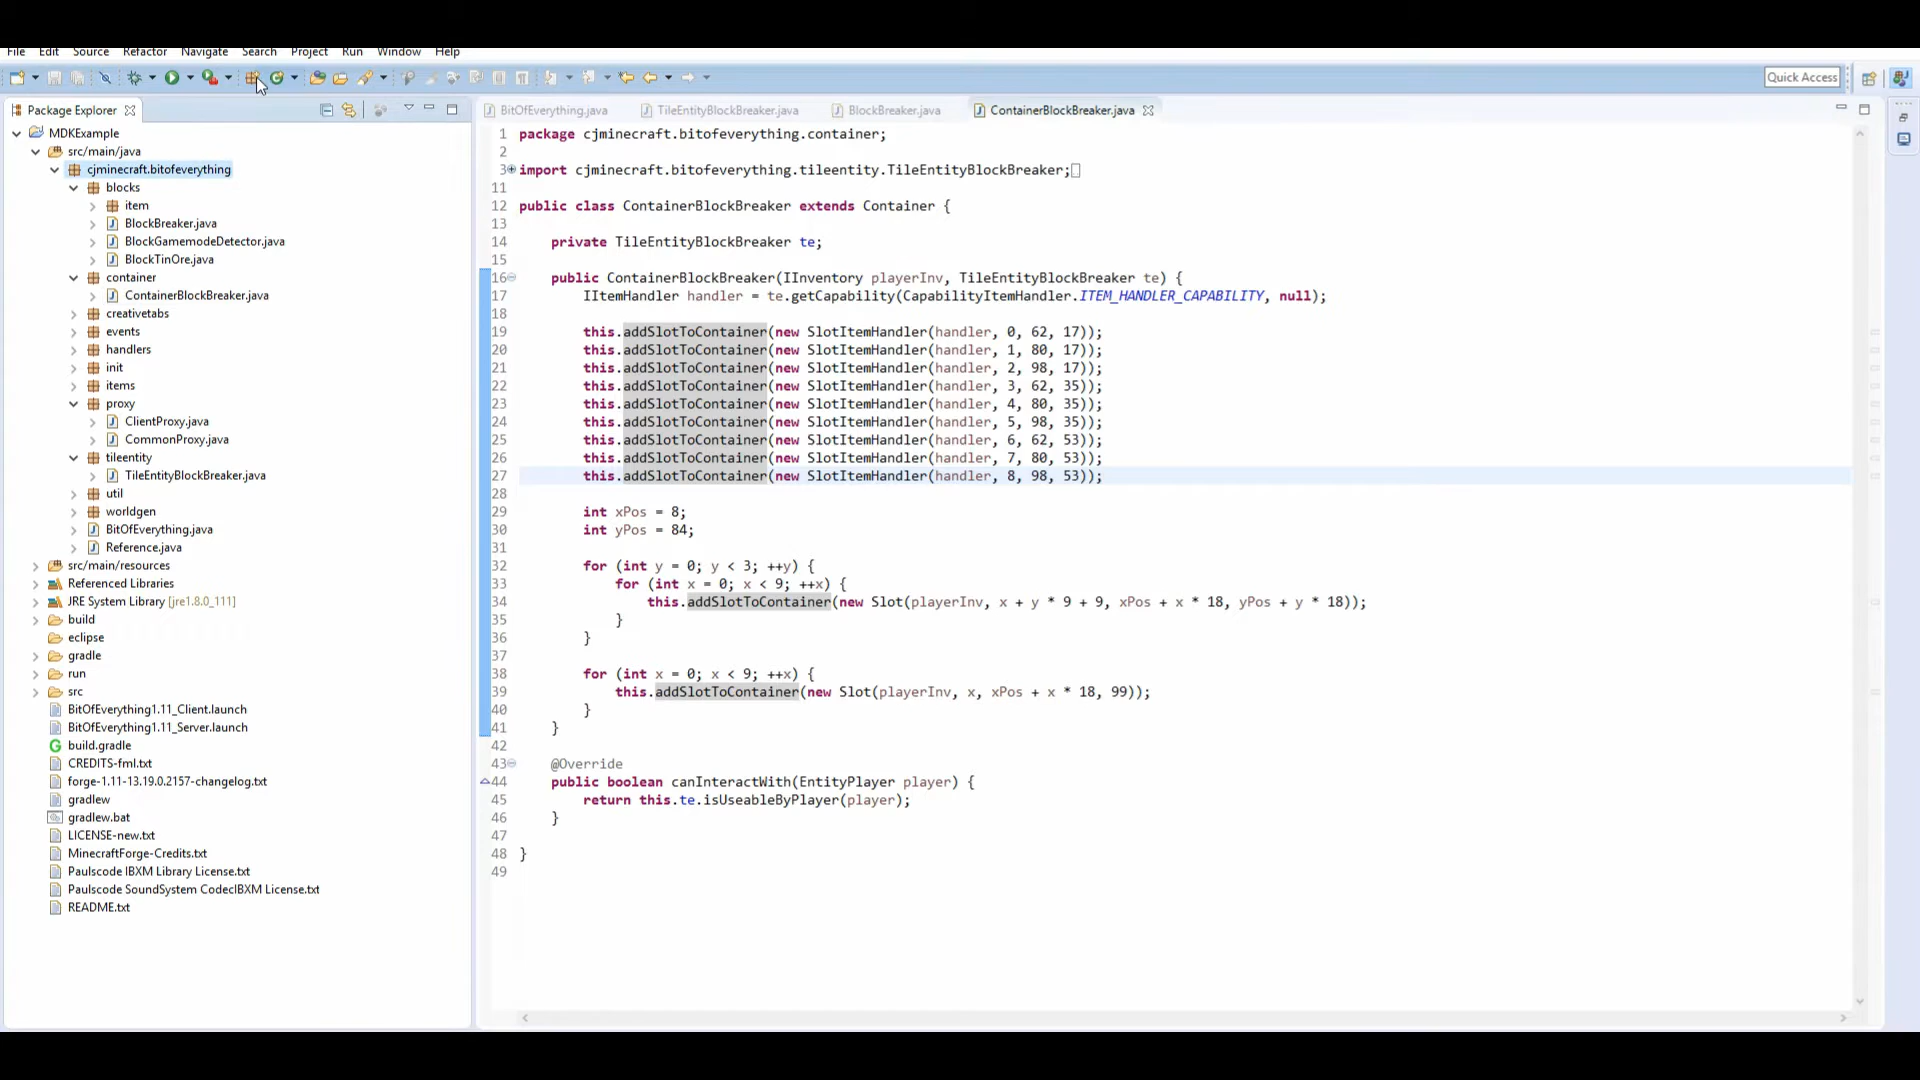 File Edit Source Refactor Navigate Search Project Run Window Help
Quick Access
Package Explorer
MDKExample
src/main/java
cjminecraft.bitofeverything
blocks
item
BlockBreaker.java
BlockGamemodeDetector.java
BlockTinOre.java
container
ContainerBlockBreaker.java
creativetabs
events
handlers
init
items
proxy
ClientProxy.java
CommonProxy.java
tileentity
TileEntityBlockBreaker.java
util
worldgen
BitOfEverything.java
Reference.java
src/main/resources
Referenced Libraries
JRE System Library [jre1.8.0_111]
build
eclipse
gradle
run
src
BitOfEverything1.11_Client.launch
BitOfEverything1.11_Server.launch
build.gradle
CREDITS-fml.txt
forge-1.11-13.19.0.2157-changelog.txt
gradlew
gradlew.bat
LICENSE-new.txt
MinecraftForge-Credits.txt
Paulscode IBXM Library License.txt
Paulscode SoundSystem CodecIBXM License.txt
README.txt
BitOfEverything.java TileEntityBlockBreaker.java BlockBreaker.java ContainerBlockBreaker.java
1 package cjminecraft.bitofeverything.container;
2
3 import cjminecraft.bitofeverything.tileentity.TileEntityBlockBreaker;
11
12 public class ContainerBlockBreaker extends Container {
13
14 private TileEntityBlockBreaker te;
15
16 public ContainerBlockBreaker(IInventory playerInv, TileEntityBlockBreaker te) {
17 IItemHandler handler = te.getCapability(CapabilityItemHandler.ITEM_HANDLER_CAPABILITY, null);
18
19 this.addSlotToContainer(new SlotItemHandler(handler, 0, 62, 17));
20 this.addSlotToContainer(new SlotItemHandler(handler, 1, 80, 17));
21 this.addSlotToContainer(new SlotItemHandler(handler, 2, 98, 17));
22 this.addSlotToContainer(new SlotItemHandler(handler, 3, 62, 35));
23 this.addSlotToContainer(new SlotItemHandler(handler, 4, 80, 35));
24 this.addSlotToContainer(new SlotItemHandler(handler, 5, 98, 35));
25 this.addSlotToContainer(new SlotItemHandler(handler, 6, 62, 53));
26 this.addSlotToContainer(new SlotItemHandler(handler, 7, 80, 53));
27 this.addSlotToContainer(new SlotItemHandler(handler, 8, 98, 53));
28
29 int xPos = 8;
30 int yPos = 84;
31
32 for (int y = 0; y < 3; ++y) {
33 for (int x = 0; x < 9; ++x) {
34 this.addSlotToContainer(new Slot(playerInv, x + y * 9 + 9, xPos + x * 18, yPos + y * 18));
35 }
36 }
37
38 for (int x = 0; x < 9; ++x) {
39 this.addSlotToContainer(new Slot(playerInv, x, xPos + x * 18, 99));
40 }
41 }
42
43 @Override
44 public boolean canInteractWith(EntityPlayer player) {
45 return this.te.isUseableByPlayer(player);
46 }
47
48 }
49